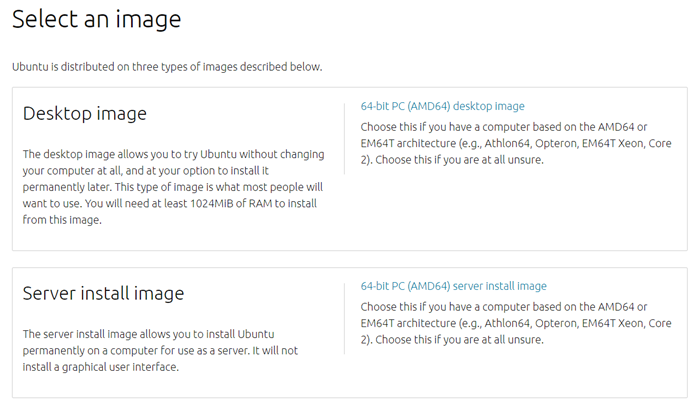 Select an image
Ubuntu is distributed on three types of images described below.
Desktop image
The desktop image allows you to try Ubuntu without changing
your computer at all, and at your option to install it
permanently later. This type of image is what most people will
want to use. You will need at least 1024MiB of RAM to install
from this image.
64-bit PC (AMD64) desktop image
Choose this if you have a computer based on the AMD64 or
EM64T architecture (e.g., Athlon64, Opteron, EM64T Xeon, Core
2). Choose this if you are at all unsure.
Server install image
The server install image allows you to install Ubuntu
permanently on a computer for use as a server. It will not
install a graphical user interface.
64-bit PC (AMD64) server install image
Choose this if you have a computer based on the AMD64 or
EM64T architecture (e.g., Athlon64, Opteron, EM64T Xeon, Core
2). Choose this if you are at all unsure.